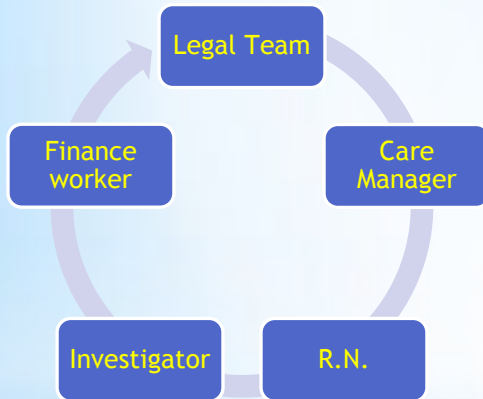 Legal Team
Care
Manager
R.N.
Investigator
Finance
worker